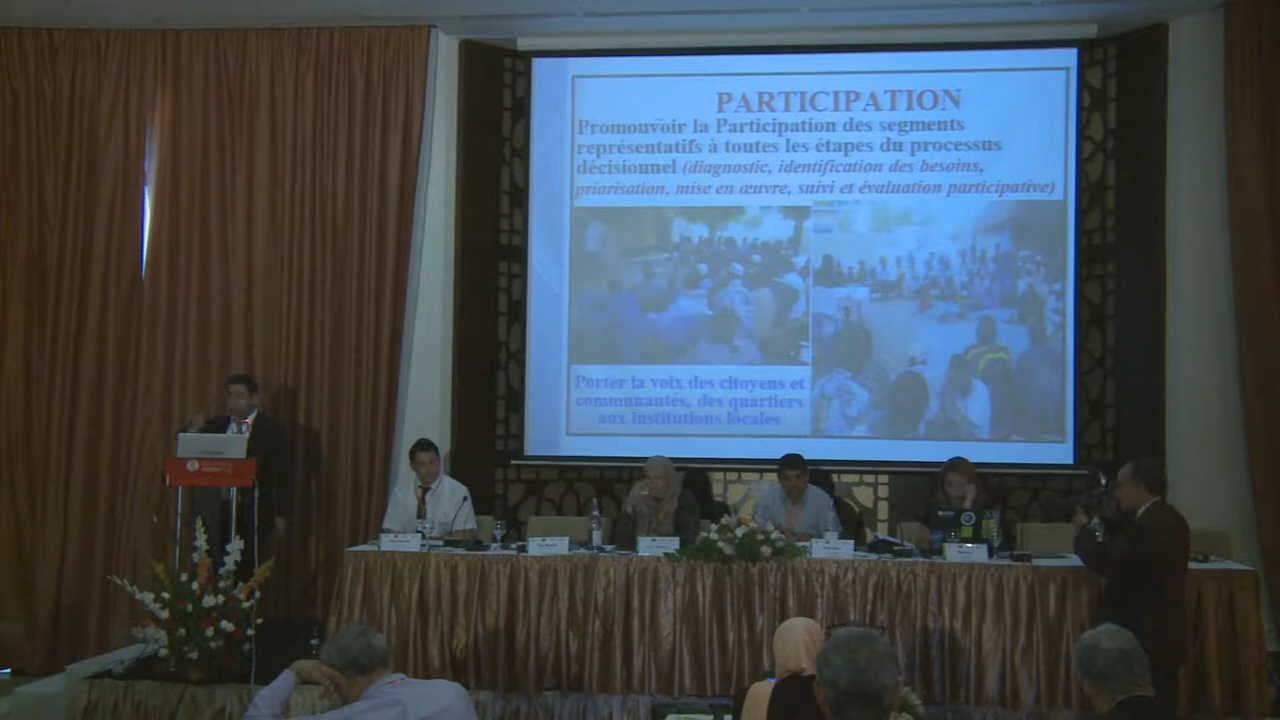 PARTICIPATION
Promouvoir la Participation des segments
représentatifs à toutes les étapes du processus
décisionnel (diagnostic, identification des besoins,
priorisation, mise en œuvre, suivi et évaluation participative)
Porter la voix des citoyens et
communautés, des quartiers
aux institutions locales